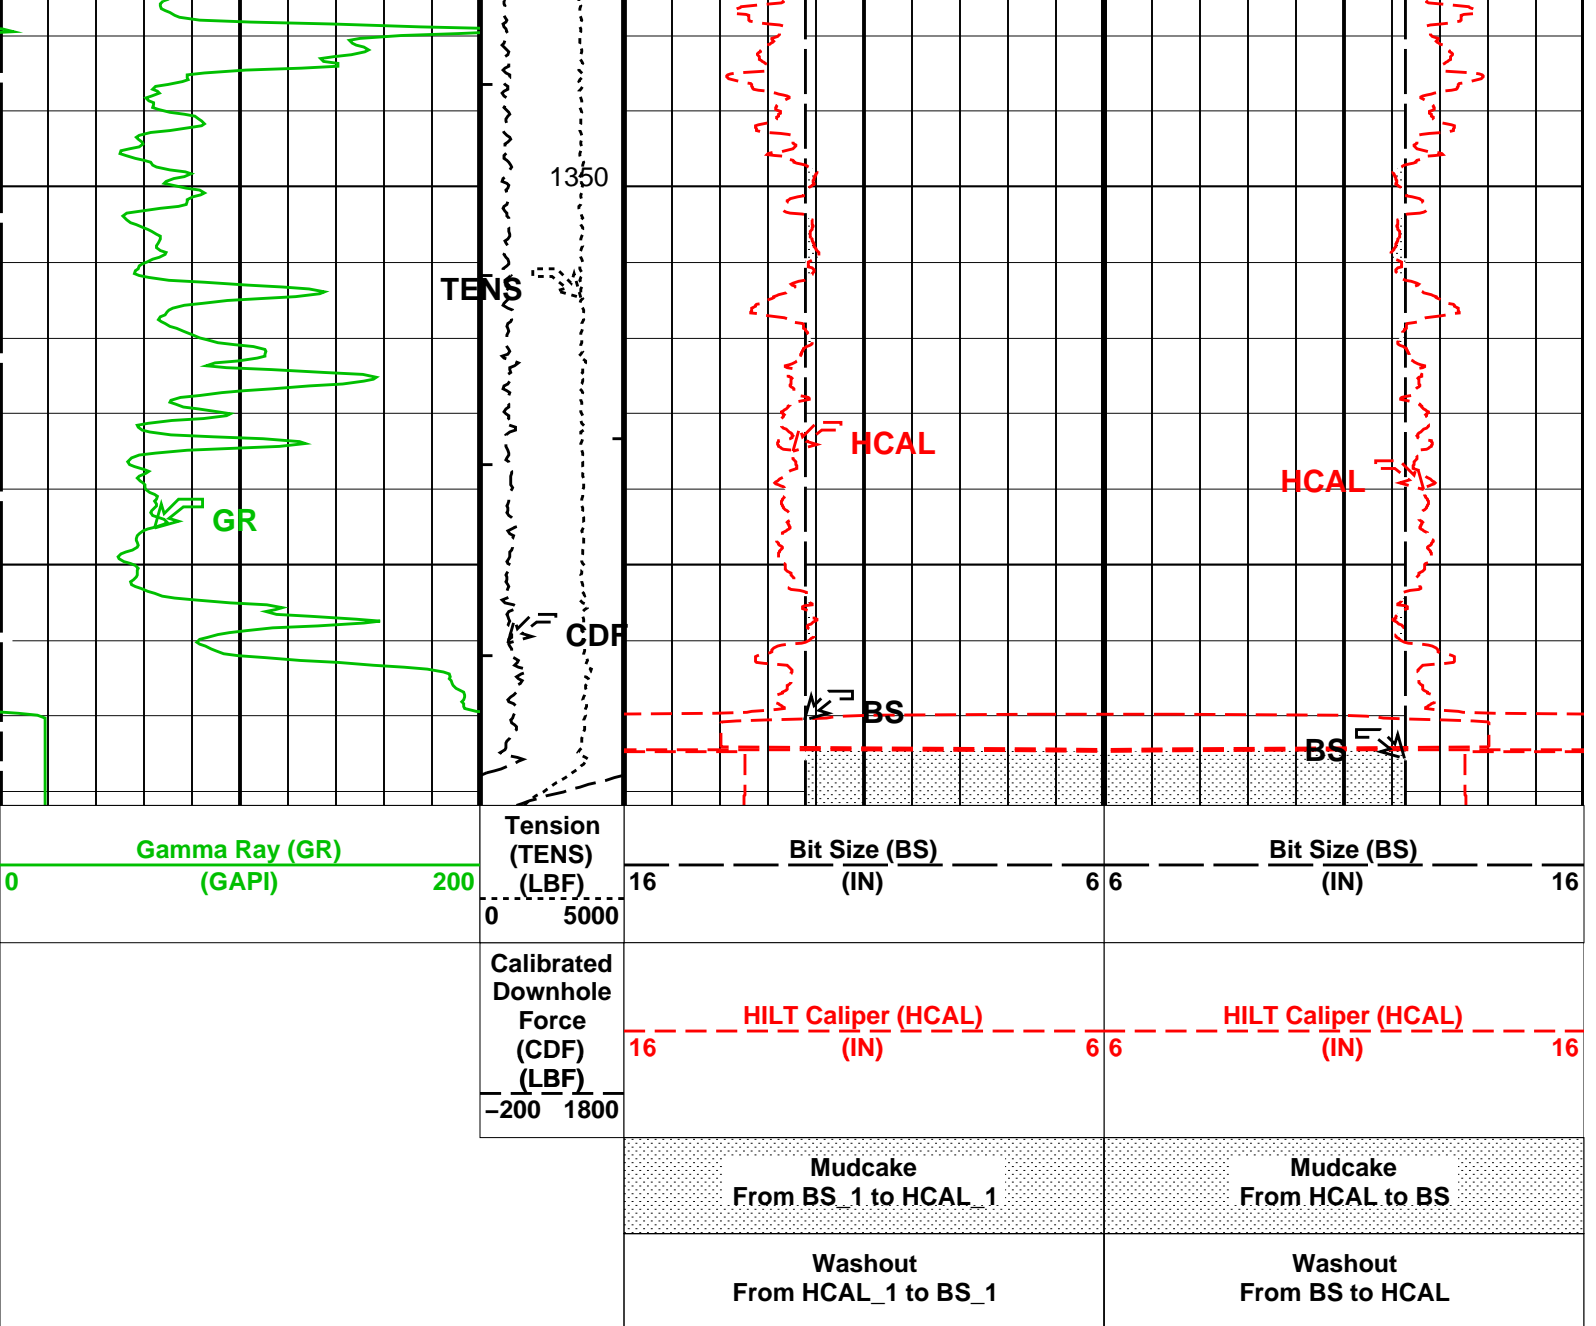 1350
TENS
HCAL
HCAL
GR
CDF
BS
BS
Gamma Ray (GR)
(GAPI)
0 200
Tension
(TENS)
(LBF)
0 5000
Bit Size (BS)
(IN)
16 6
Bit Size (BS)
(IN)
6 16
Calibrated
Downhole
Force
(CDF)
(LBF)
−200 1800
HILT Caliper (HCAL)
(IN)
16 6
HILT Caliper (HCAL)
(IN)
6 16
Mudcake
From BS_1 to HCAL_1
Mudcake
From HCAL to BS
Washout
From HCAL_1 to BS_1
Washout
From BS to HCAL